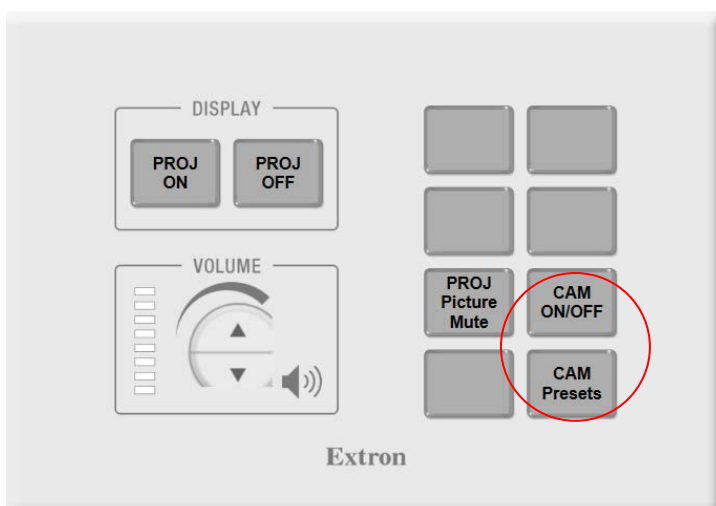 DISPLAY
PROJ
ON
PROJ
OFF
VOLUME
PROJ
Picture
Mute
CAM
ON/OFF
CAM
Presets
Extron